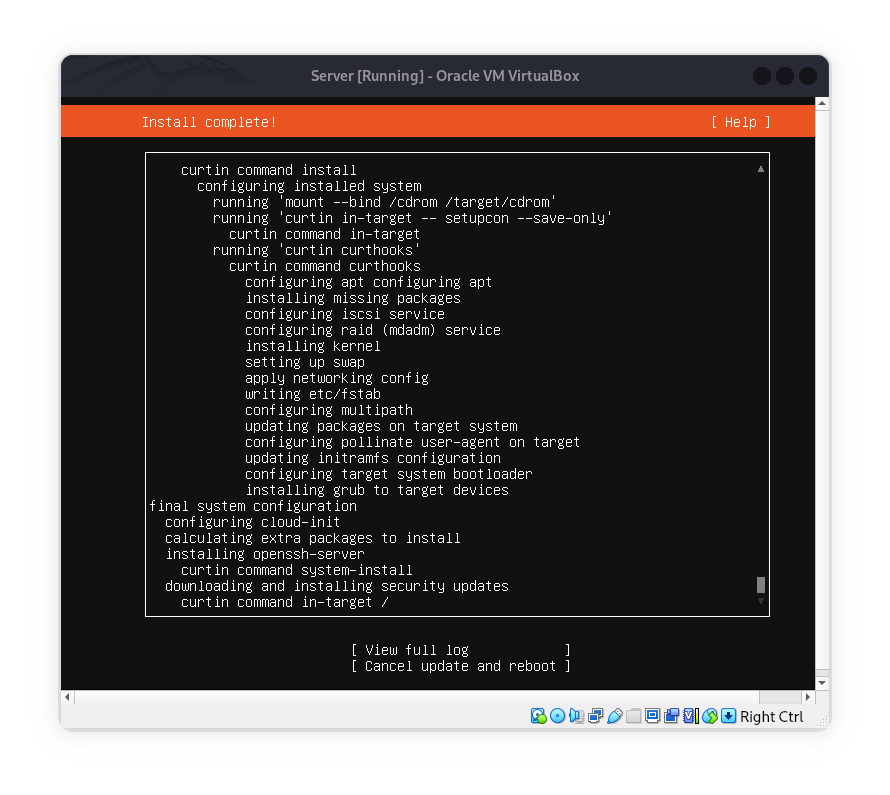 Server [Running] - Oracle VM VirtualBox
Install complete! [ Help ]
curtin command install
configuring installed system
running 'mount --bind /cdrom /target/cdrom'
running 'curtin in-target -- setupcon --save-only'
curtin command in-target
running 'curtin curthooks'
curtin command curthooks
configuring apt configuring apt
installing missing packages
configuring iscsi service
configuring raid (mdadm) service
installing kernel
setting up swap
apply networking config
writing etc/fstab
configuring multipath
updating packages on target system
configuring pollinate user-agent on target
updating initramfs configuration
configuring target system bootloader
installing grub to target devices
final system configuration
configuring cloud-init
calculating extra packages to install
installing openssh-server
curtin command system-install
downloading and installing security updates
curtin command in-target /
[ View full log ]
[ Cancel update and reboot ]
Right Ctrl